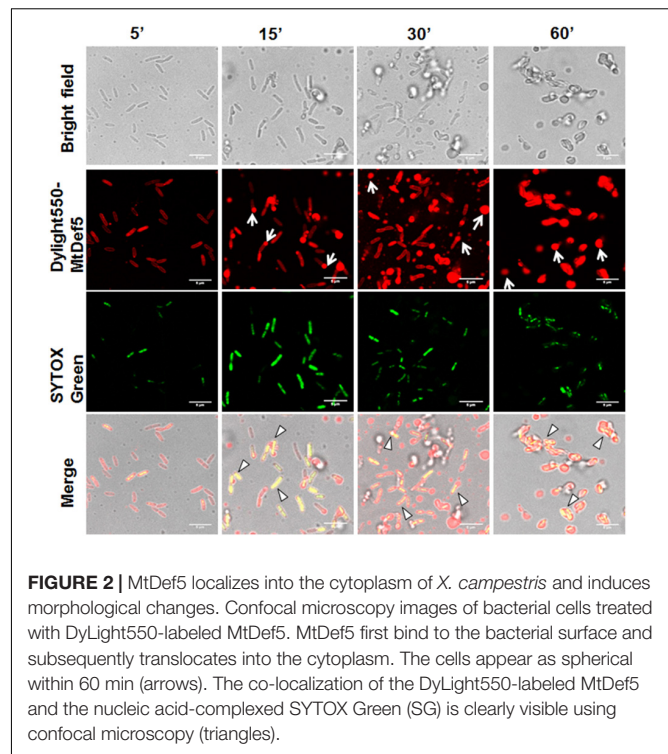 5’ 15’ 30’ 60’
Bright field
Dylight550-
MtDef5
SYTOX
Green
Merge
FIGURE 2 | MtDef5 localizes into the cytoplasm of X. campestris and induces
morphological changes. Confocal microscopy images of bacterial cells treated
with DyLight550-labeled MtDef5. MtDef5 first bind to the bacterial surface and
subsequently translocates into the cytoplasm. The cells appear as spherical
within 60 min (arrows). The co-localization of the DyLight550-labeled MtDef5
and the nucleic acid-complexed SYTOX Green (SG) is clearly visible using
confocal microscopy (triangles).